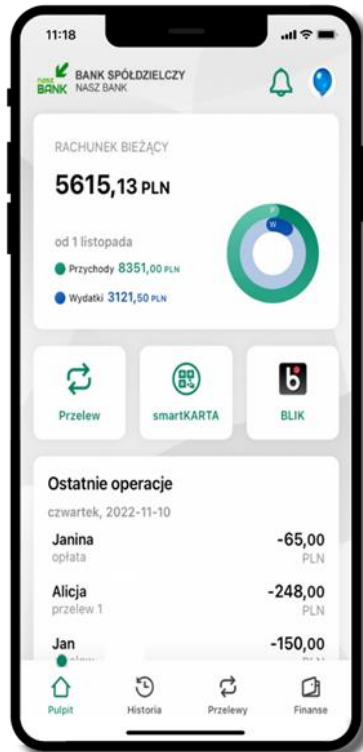 11:18
nasz BANK
BANK SPÓŁDZIELCZY
NASZ BANK
RACHUNEK BIEŻĄCY
5615,13 PLN
od 1 listopada
Przychody 8351,00 PLN
Wydatki 3121,50 PLN
P
W
Przelew
smartKARTA
BLIK
Ostatnie operacje
czwartek, 2022-11-10
Janina -65,00
opłata PLN
Alicja -248,00
przelew 1 PLN
Jan -150,00
Pulpit
Historia
Przelewy
Finanse